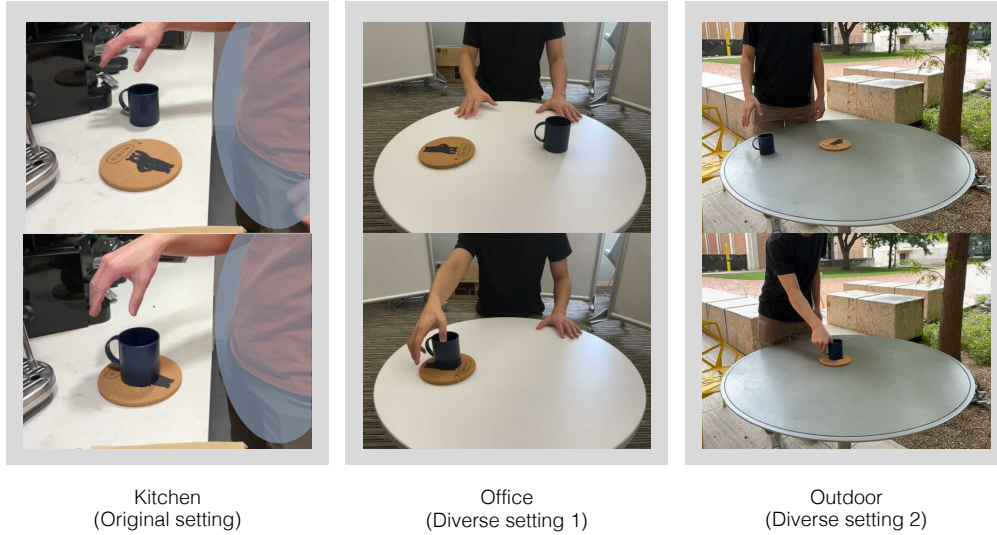 Kitchen
(Original setting)
Office
(Diverse setting 1)
Outdoor
(Diverse setting 2)